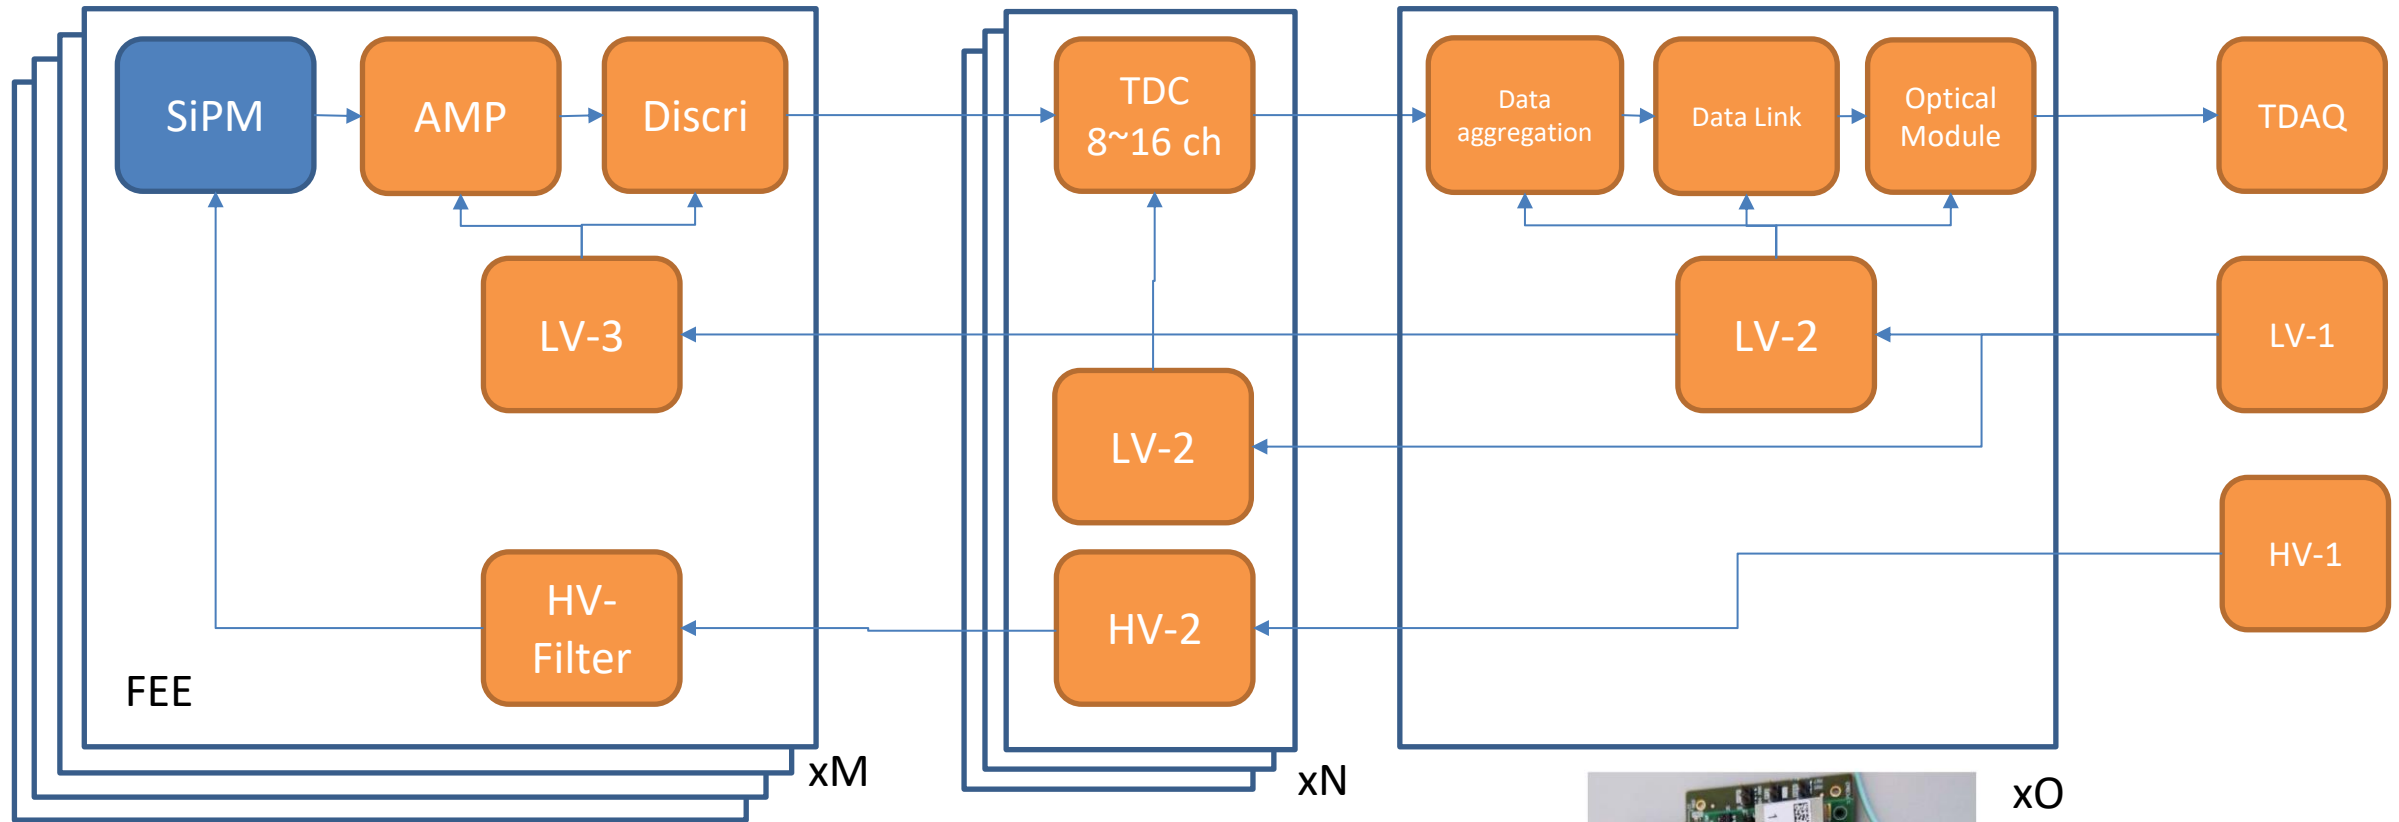 SiPM
AMP
Discri
TDC
8~16 ch
Data
aggregation
Data Link
Optical
Module
TDAQ
LV-3
LV-2
LV-1
LV-2
HV-1
HV-
Filter
HV-2
FEE
xM
xN
xO